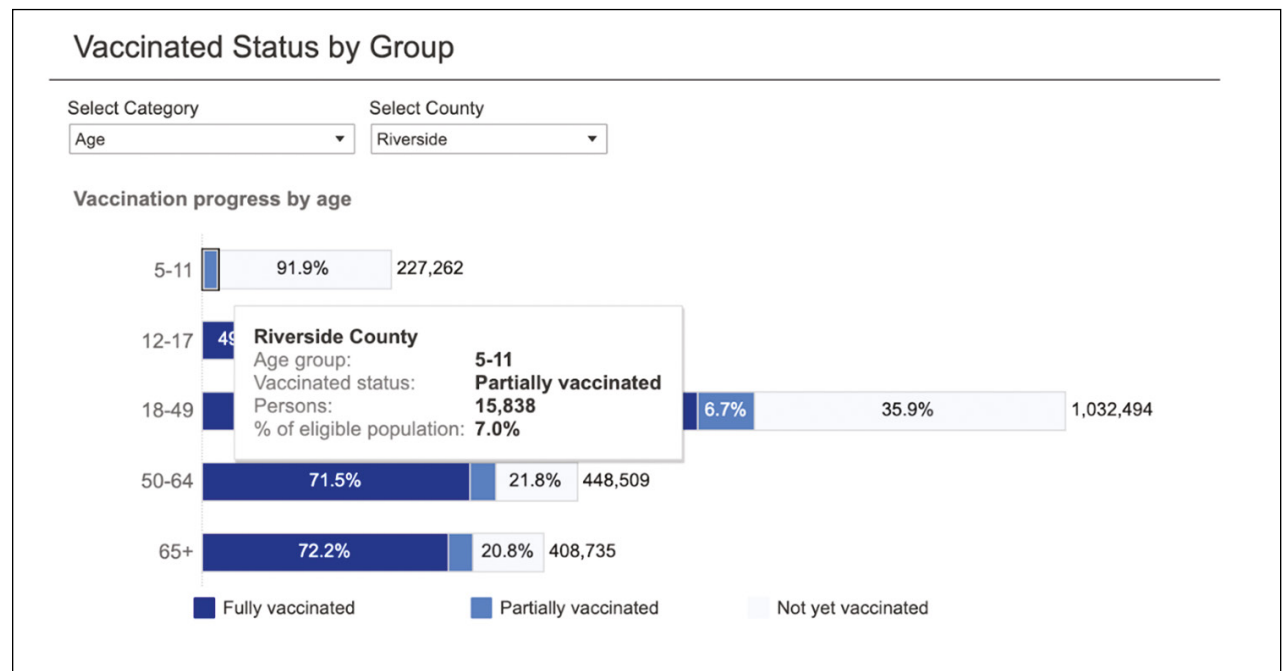 Vaccinated Status by Group
Select Category Select County
Age Riverside
Vaccination progress by age
5-11 91.9% 227,262
12-17
Riverside County
Age group: 5-11
Vaccinated status: Partially vaccinated
Persons: 15,838
% of eligible population: 7.0%
18-49 6.7% 35.9% 1,032,494
50-64 71.5% 21.8% 448,509
65+ 72.2% 20.8% 408,735
Fully vaccinated Partially vaccinated Not yet vaccinated